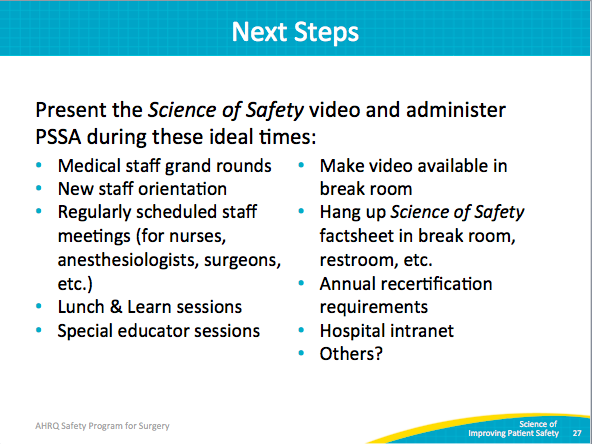 Next Steps
Present the Science of Safety video and administer
PSSA during these ideal times:
• Medical staff grand rounds
• New staff orientation
• Regularly scheduled staff
meetings (for nurses,
anesthesiologists, surgeons,
etc.)
• Lunch & Learn sessions
• Special educator sessions
• Make video available in
break room
• Hang up Science of Safety
factsheet in break room,
restroom, etc.
• Annual recertification
requirements
• Hospital intranet
• Others?
AHRQ Safety Program for Surgery
Science of
Improving Patient Safety 27